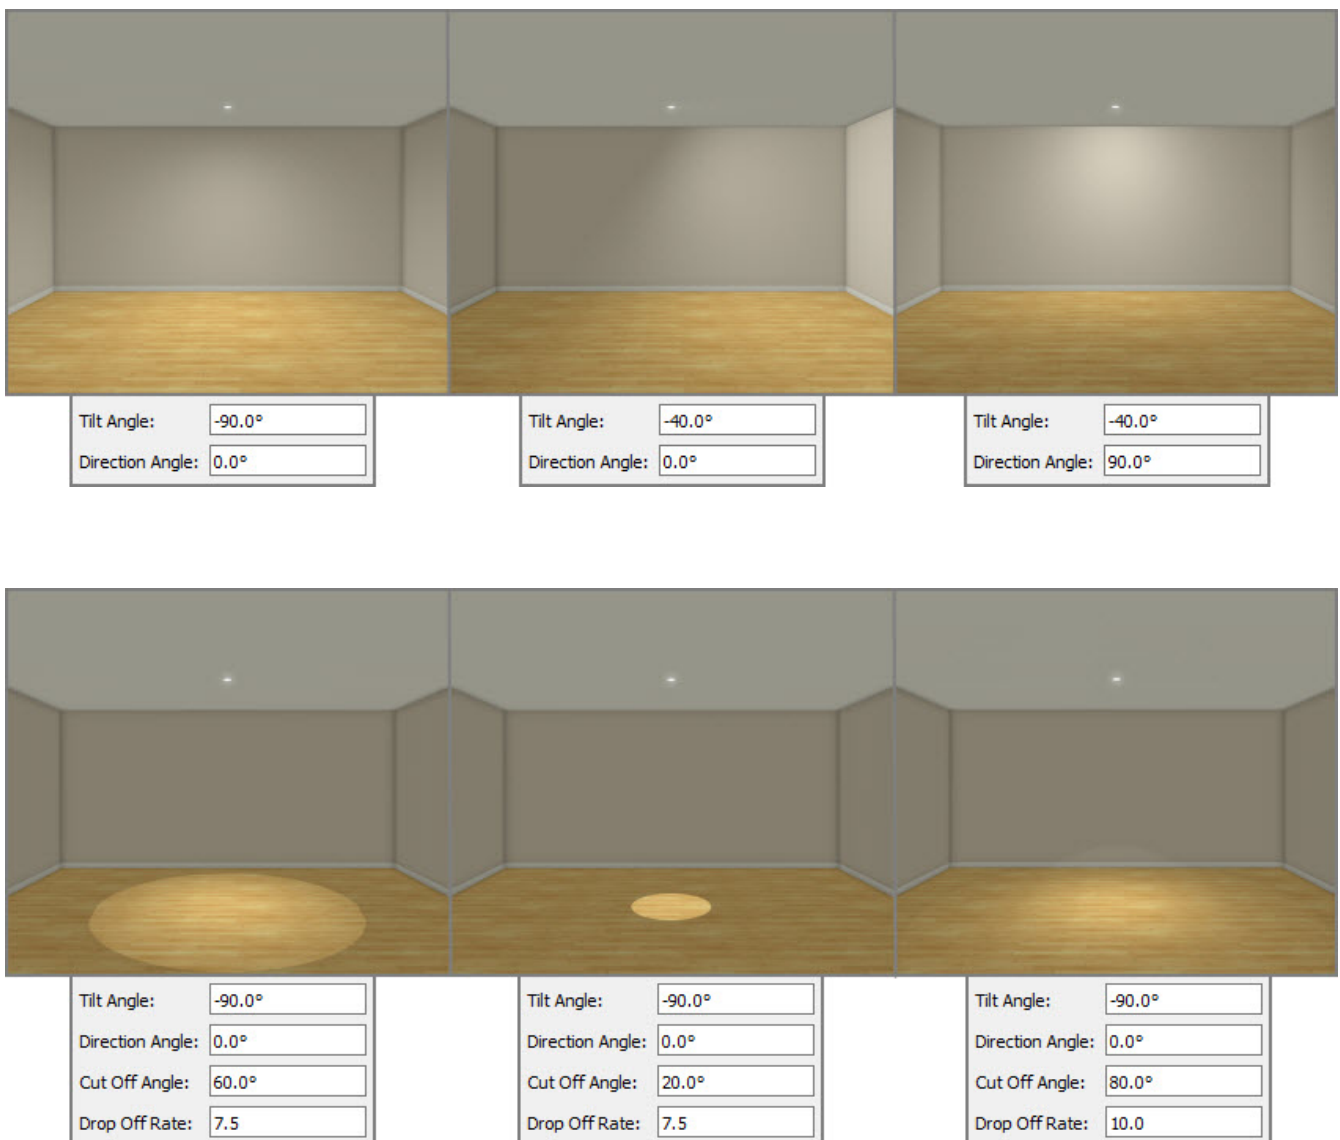 Tilt Angle: -90.0°
Direction Angle: 0.0°
Tilt Angle: -40.0°
Direction Angle: 0.0°
Tilt Angle: -40.0°
Direction Angle: 90.0°
Tilt Angle: -90.0°
Direction Angle: 0.0°
Cut Off Angle: 60.0°
Drop Off Rate: 7.5
Tilt Angle: -90.0°
Direction Angle: 0.0°
Cut Off Angle: 20.0°
Drop Off Rate: 7.5
Tilt Angle: -90.0°
Direction Angle: 0.0°
Cut Off Angle: 80.0°
Drop Off Rate: 10.0